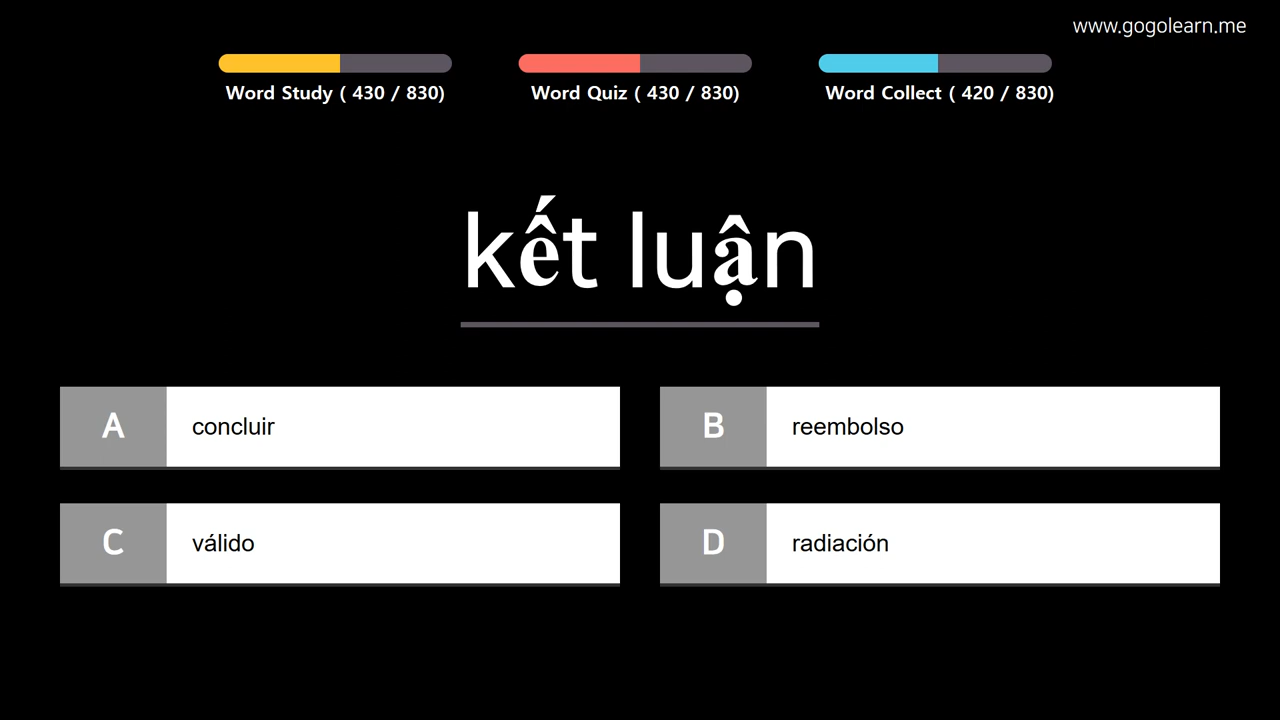 www.gogolearn.me
Word Study ( 430 / 830)
Word Quiz ( 430 / 830)
Word Collect ( 420 / 830)
kết luận
A
concluir
B
reembolso
C
válido
D
radiación